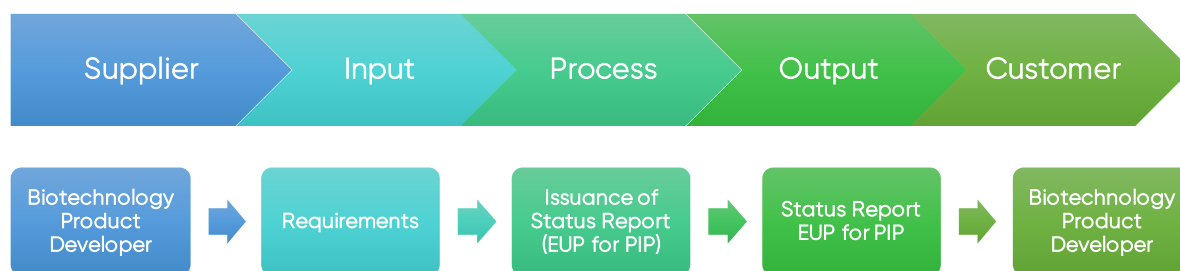 Supplier
Input
Process
Output
Customer
Biotechnology
Product
Developer
Requirements
Issuance of
Status Report
(EUP for PIP)
Status Report
EUP for PIP
Biotechnology
Product
Developer